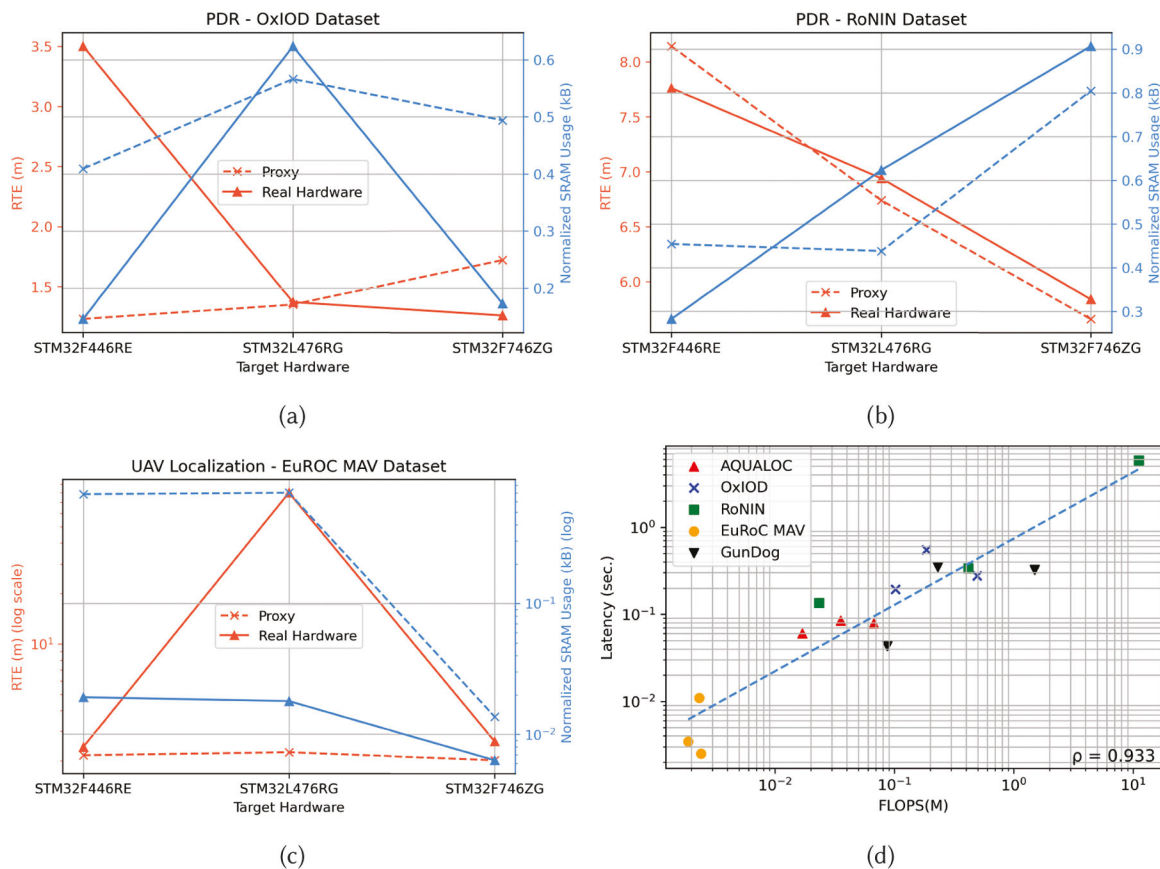 PDR - OxIOD Dataset
3.5
3.0
2.5
2.0
1.5
RTE (m)
0.6
0.5
0.4
0.3
0.2
Normalized SRAM Usage (kB)
Proxy
Real Hardware
STM32F446RE STM32L476RG STM32F746ZG
Target Hardware
(a)
PDR - RoNIN Dataset
8.0
7.5
7.0
6.5
6.0
RTE (m)
0.9
0.8
0.7
0.6
0.5
0.4
0.3
Normalized SRAM Usage (kB)
Proxy
Real Hardware
STM32F446RE STM32L476RG STM32F746ZG
Target Hardware
(b)
UAV Localization - EuROC MAV Dataset
10¹
RTE (m) (log scale)
10⁻¹
10⁻²
Normalized SRAM Usage (kB) (log)
Proxy
Real Hardware
STM32F446RE STM32L476RG STM32F746ZG
Target Hardware
(c)
AQUALOC
OxIOD
RoNIN
EuRoC MAV
GunDog
10⁰
10⁻¹
10⁻²
Latency (sec.)
ρ = 0.933
10⁻² 10⁻¹ 10⁰ 10¹
FLOPS(M)
(d)